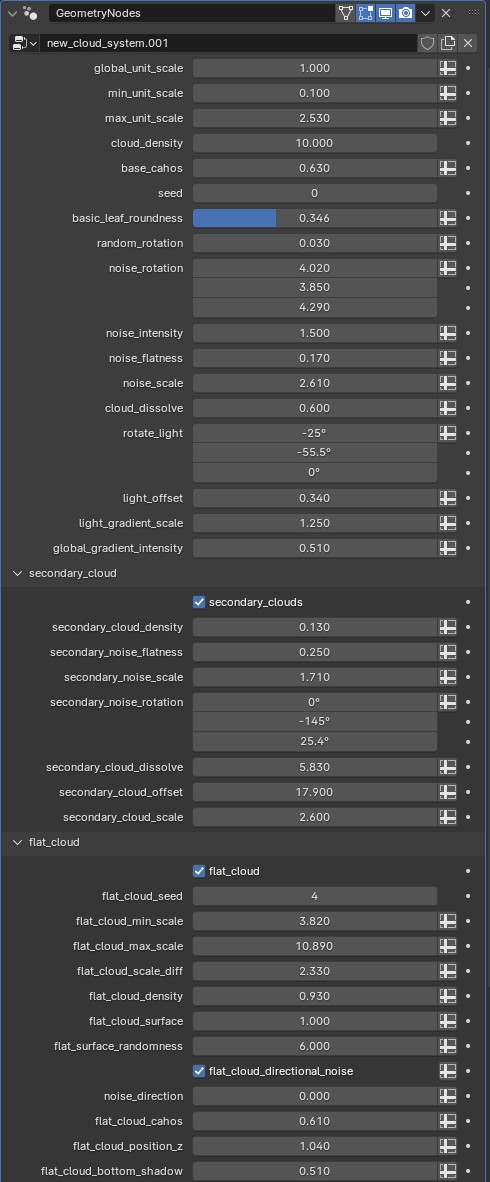 GeometryNodes
new_cloud_system.001
global_unit_scale 1.000
min_unit_scale 0.100
max_unit_scale 2.530
cloud_density 10.000
base_cahos 0.630
seed 0
basic_leaf_roundness 0.346
random_rotation 0.030
noise_rotation 4.020
3.850
4.290
noise_intensity 1.500
noise_flatness 0.170
noise_scale 2.610
cloud_dissolve 0.600
rotate_light -25°
-55.5°
0°
light_offset 0.340
light_gradient_scale 1.250
global_gradient_intensity 0.510
secondary_cloud
secondary_clouds
secondary_cloud_density 0.130
secondary_noise_flatness 0.250
secondary_noise_scale 1.710
secondary_noise_rotation 0°
-145°
25.4°
secondary_cloud_dissolve 5.830
secondary_cloud_offset 17.900
secondary_cloud_scale 2.600
flat_cloud
flat_cloud
flat_cloud_seed 4
flat_cloud_min_scale 3.820
flat_cloud_max_scale 10.890
flat_cloud_scale_diff 2.330
flat_cloud_density 0.930
flat_cloud_surface 1.000
flat_surface_randomness 6.000
flat_cloud_directional_noise
noise_direction 0.000
flat_cloud_cahos 0.610
flat_cloud_position_z 1.040
flat_cloud_bottom_shadow 0.510